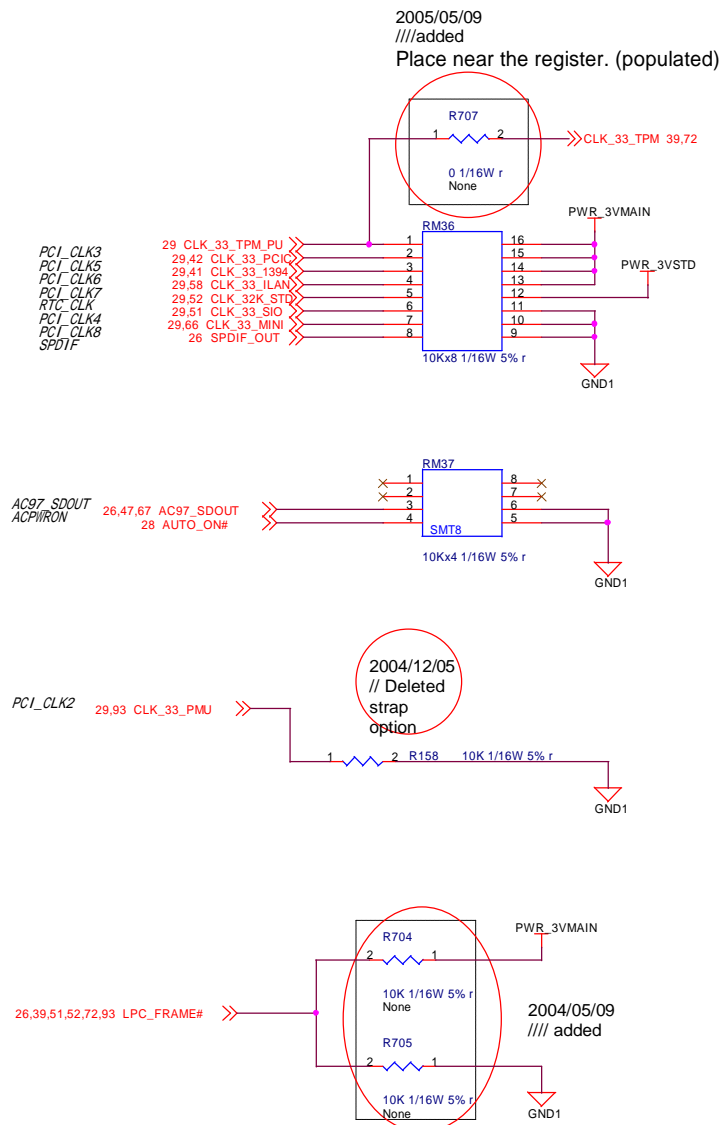 2005/05/09
////added
Place near the register. (populated)
R707
1 2
CLK_33_TPM 39,72
0 1/16W r
None
PWR_3VMAIN
RM36
PCI_CLK3
29 CLK_33_TPM_PU
1 16
PCI_CLK5
29,42 CLK_33_PCIC
2 15
PWR_3VSTD
PCI_CLK6
29,41 CLK_33_1394
3 14
PCI_CLK7
29,58 CLK_33_ILAN
4 13
RTC_CLK
29,52 CLK_32K_STD
5 12
PCI_CLK4
29,51 CLK_33_SIO
6 11
PCI_CLK8
29,66 CLK_33_MINI
7 10
SPDIF
26 SPDIF_OUT
8 9
10Kx8 1/16W 5% r
GND1
RM37
1 8
2 7
AC97_SDOUT
26,47,67 AC97_SDOUT
3 6
ACPWRON
28 AUTO_ON#
4 5
SMT8
10Kx4 1/16W 5% r
GND1
2004/12/05
// Deleted
strap
option
PCI_CLK2
29,93 CLK_33_PMU
1 2 R158 10K 1/16W 5% r
GND1
PWR_3VMAIN
R704
2 1
10K 1/16W 5% r
None
26,39,51,52,72,93 LPC_FRAME#
2004/05/09
//// added
R705
2 1
10K 1/16W 5% r
None
GND1